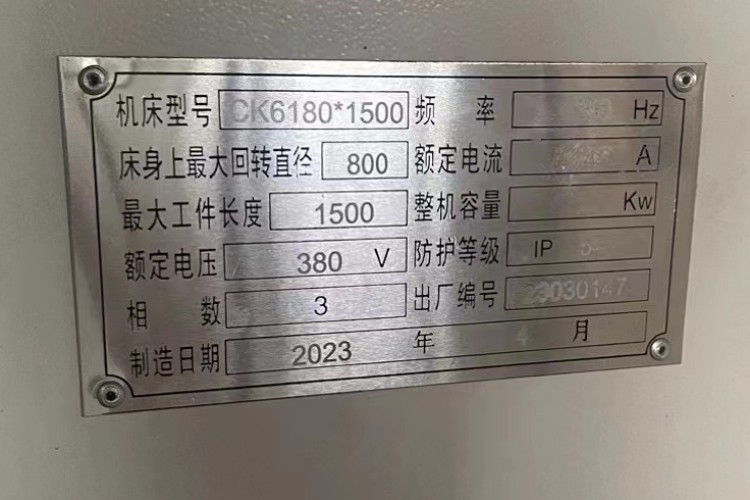 机床型号 CK6180*1500 频率 Hz
床身上最大回转直径 800 额定电流 A
最大工件长度 1500 整机容量 Kw
额定电压 380 V 防护等级 IP
相数 3 出厂编号
制造日期 2023 年 4 月